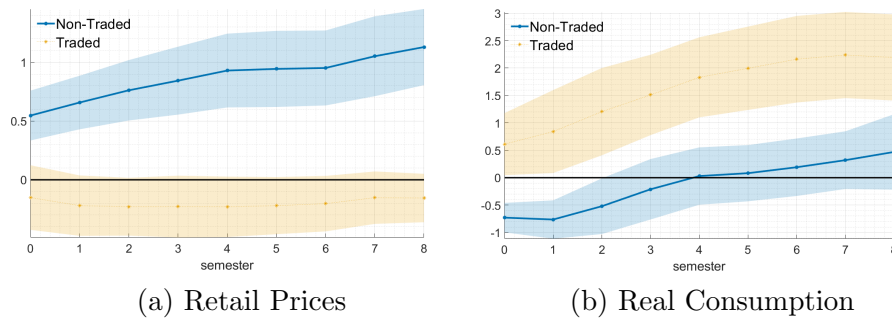 Non-Traded
Traded
1
0.5
0
0 1 2 3 4 5 6 7 8
semester
(a) Retail Prices
3
Non-Traded
Traded
2.5
2
1.5
1
0.5
0
-0.5
-1
0 1 2 3 4 5 6 7 8
semester
(b) Real Consumption